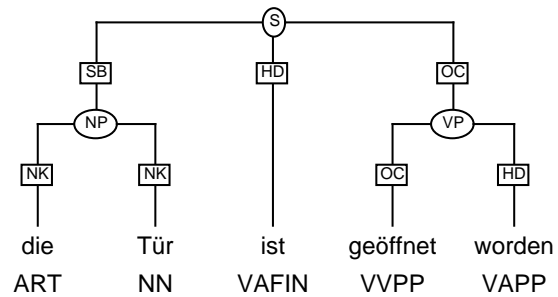 S
SB HD OC
NP VP
NK NK OC HD
die Tür ist geöffnet worden
ART NN VAFIN VVPP VAPP